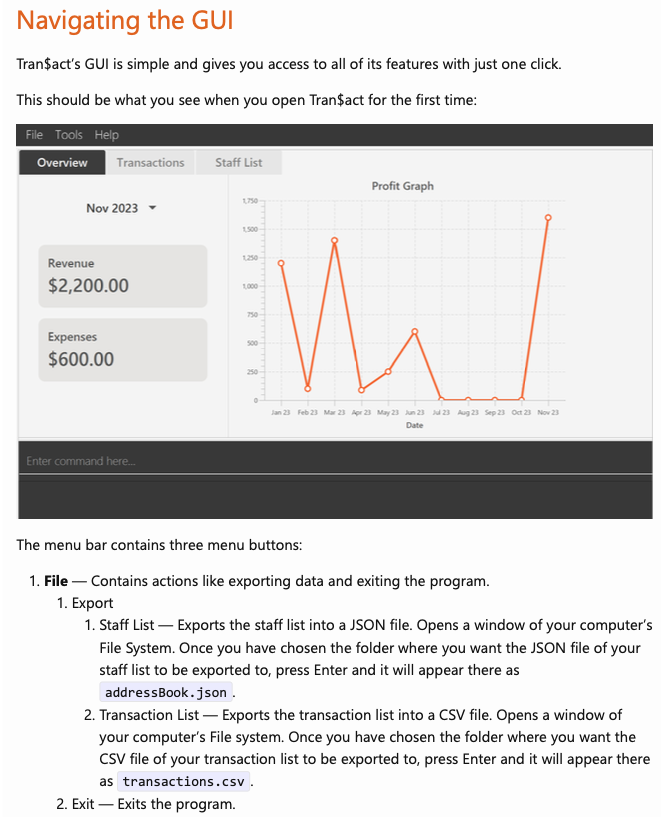 Navigating the GUI
Tran$act’s GUI is simple and gives you access to all of its features with just one click.
This should be what you see when you open Tran$act for the first time:
File Tools Help
Overview Transactions Staff List
Nov 2023
Revenue
$2,200.00
Expenses
$600.00
Profit Graph
1,750
1,500
1,250
1,000
750
500
250
0
Jan 23 Feb 23 Mar 23 Apr 23 May 23 Jun 23 Jul 23 Aug 23 Sep 23 Oct 23 Nov 23
Date
Enter command here...
The menu bar contains three menu buttons:
1. File — Contains actions like exporting data and exiting the program.
1. Export
1. Staff List — Exports the staff list into a JSON file. Opens a window of your computer’s
File System. Once you have chosen the folder where you want the JSON file of your
staff list to be exported to, press Enter and it will appear there as
addressBook.json .
2. Transaction List — Exports the transaction list into a CSV file. Opens a window of
your computer’s File system. Once you have chosen the folder where you want the
CSV file of your transaction list to be exported to, press Enter and it will appear there
as transactions.csv .
2. Exit — Exits the program.